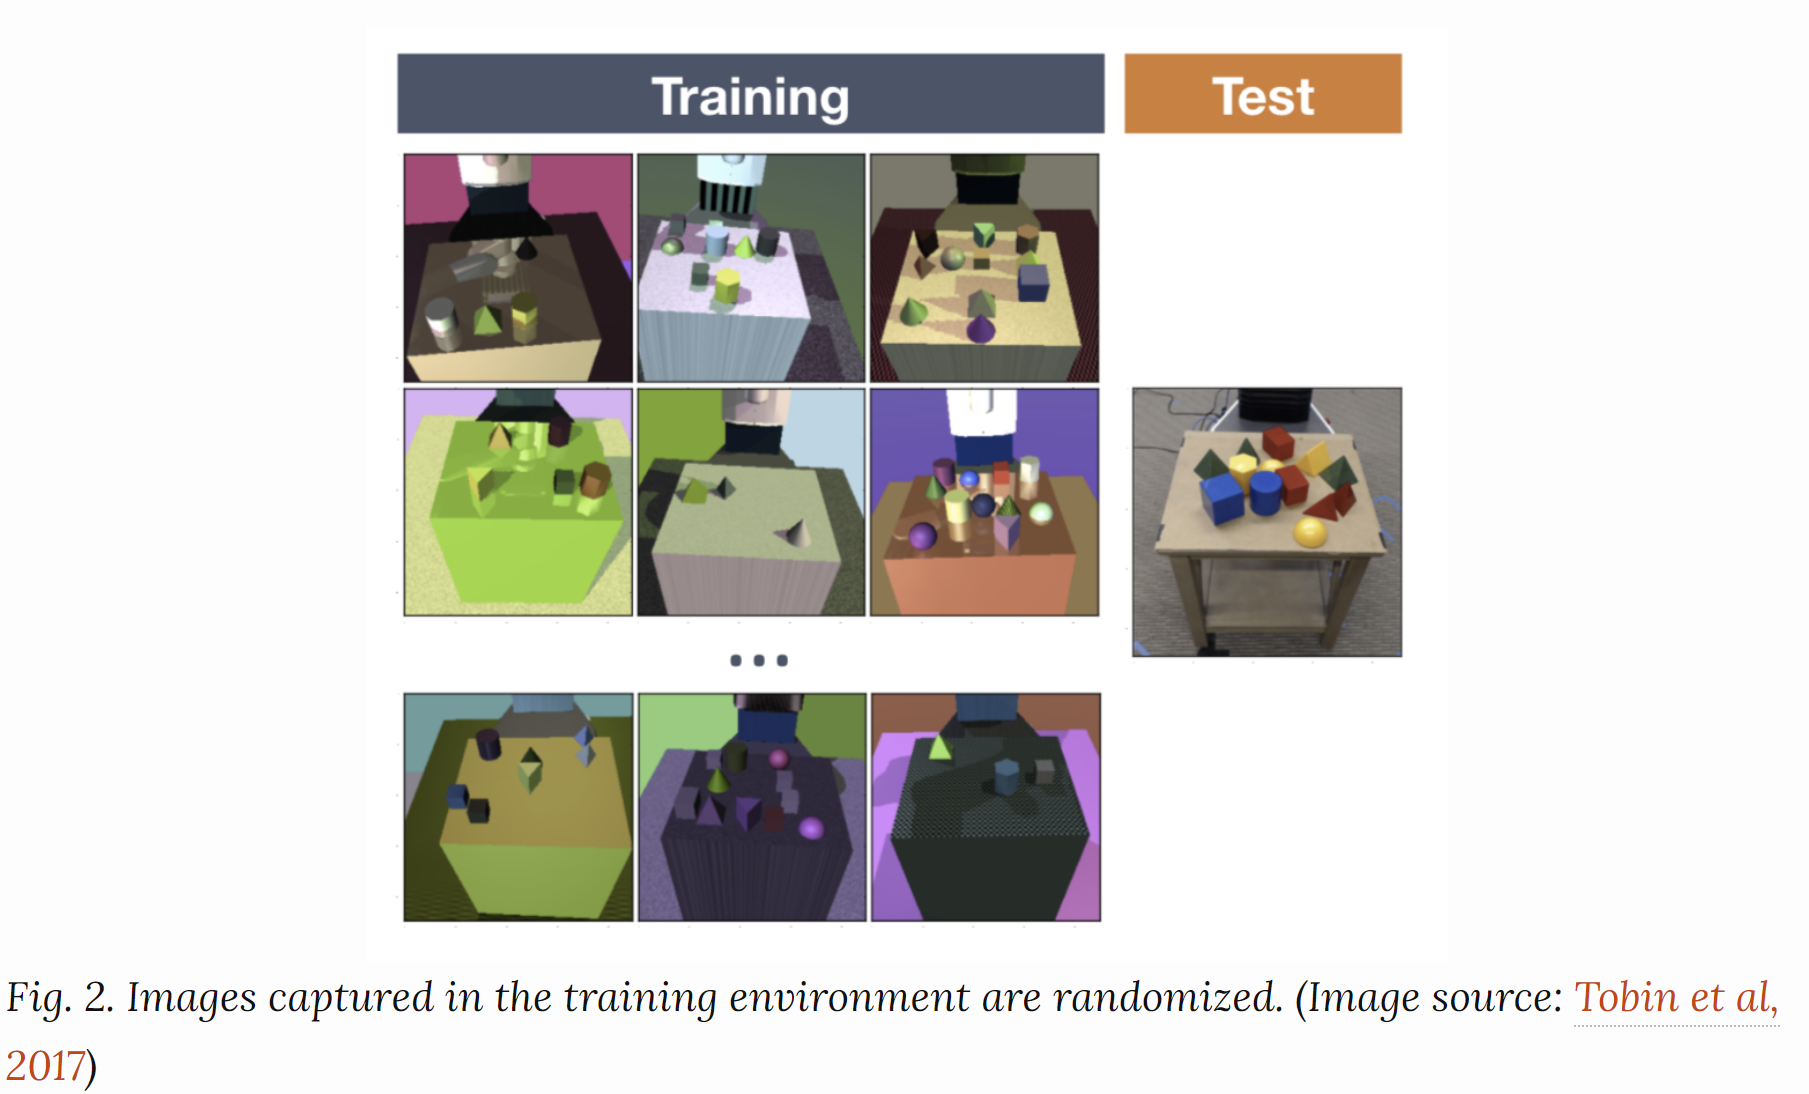 Training
Test
Fig. 2. Images captured in the training environment are randomized. (Image source: Tobin et al,
2017)